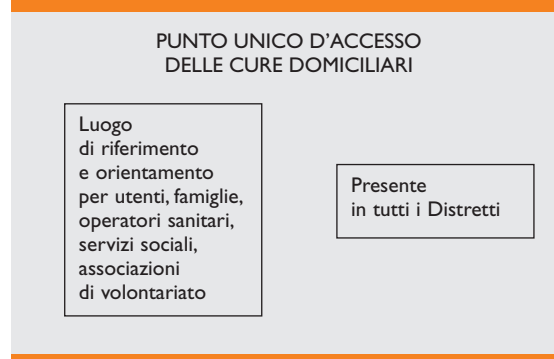 PUNTO UNICO D'ACCESSO
DELLE CURE DOMICILIARI
Luogo
di riferimento
e orientamento
per utenti, famiglie,
operatori sanitari,
servizi sociali,
associazioni
di volontariato
Presente
in tutti i Distretti